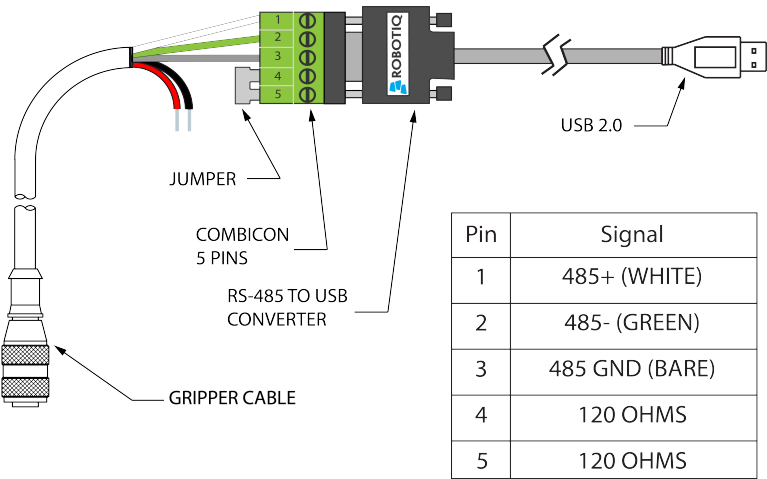 1
2
3
4
5
ROBOTIQ
USB 2.0
JUMPER
COMBICON
5 PINS
RS-485 TO USB
CONVERTER
GRIPPER CABLE
Pin Signal
1 485+ (WHITE)
2 485- (GREEN)
3 485 GND (BARE)
4 120 OHMS
5 120 OHMS